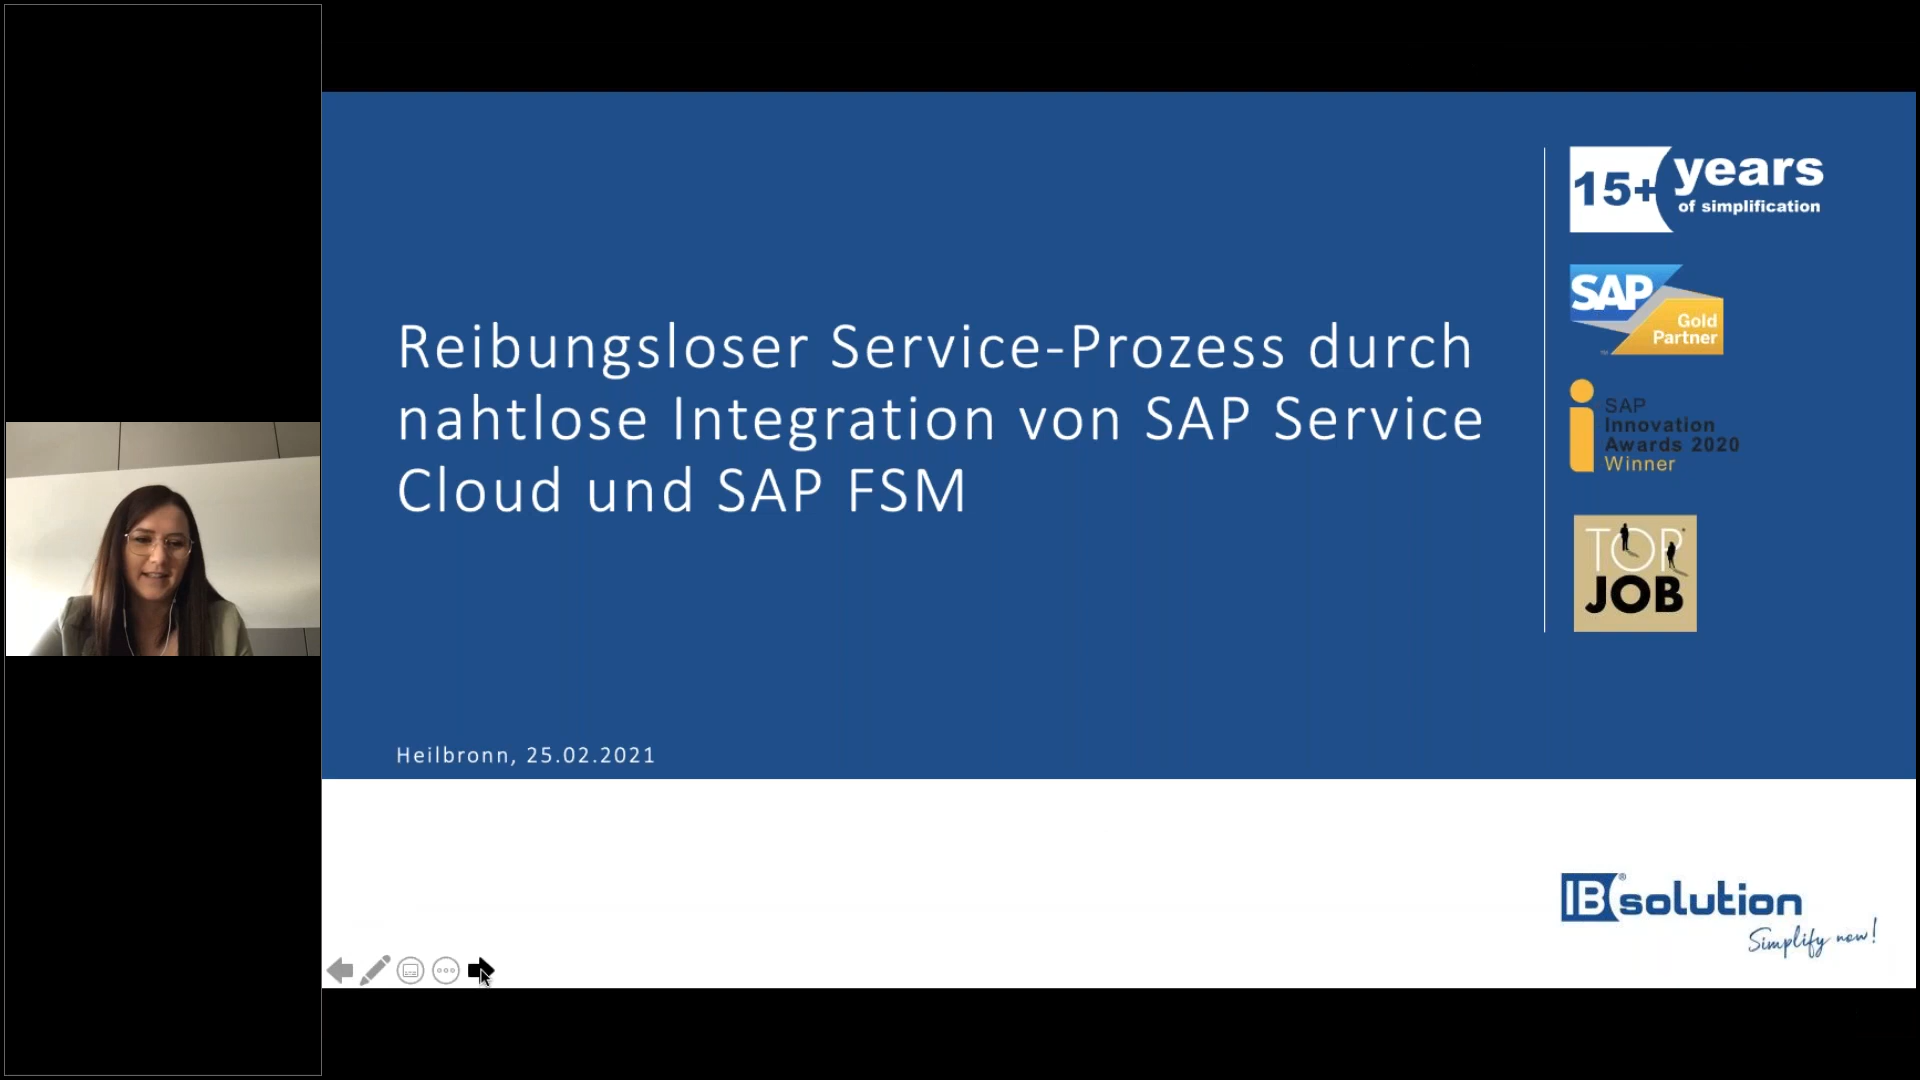 Reibungsloser Service-Prozess durch
nahtlose Integration von SAP Service
Cloud und SAP FSM
Heilbronn, 25.02.2021
15+ years
of simplification
SAP
Gold
Partner
SAP
Innovation
Awards 2020
Winner
TOP
JOB
IBsolution
Simplify now!